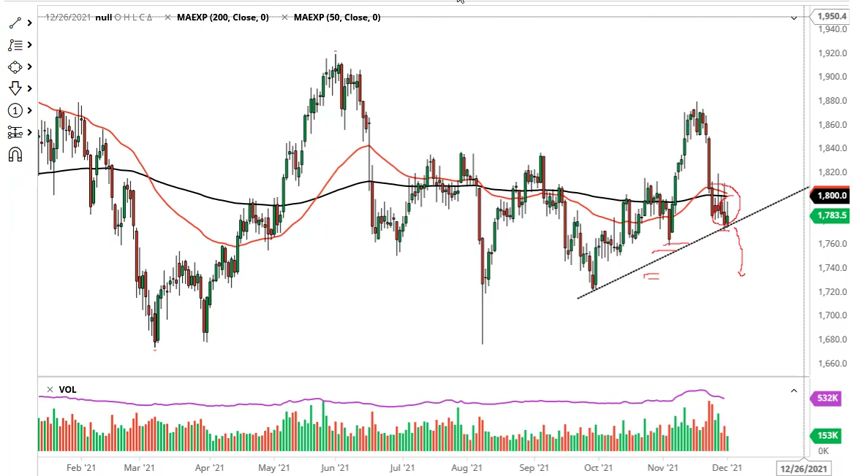 12/26/2021 null O H L C Δ × MAEXP (200, Close, 0) × MAEXP (50, Close, 0)
1,950.4
1,940.0
1,920.0
1,900.0
1,880.0
1,860.0
1,840.0
1,820.0
1,800.0
1,783.5
1,760.0
1,740.0
1,720.0
1,700.0
1,680.0
1,660.0
× VOL
532K
153K
0K
Feb '21 Mar '21 Apr '21 May '21 Jun '21 Jul '21 Aug '21 Sep '21 Oct '21 Nov '21 Dec '21 12/26/2021